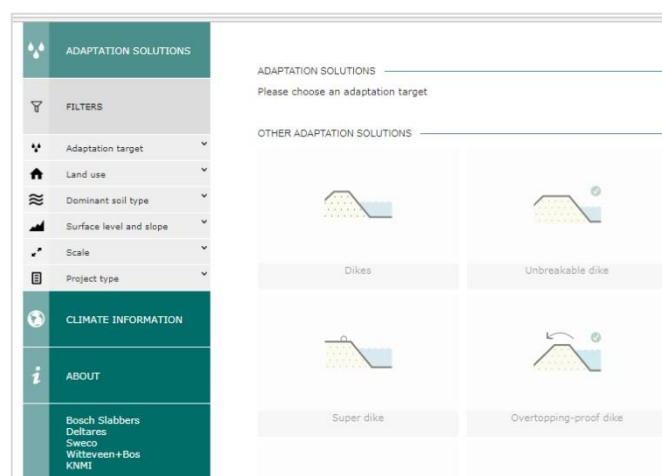 ADAPTATION SOLUTIONS
FILTERS
Adaptation target
Land use
Dominant soil type
Surface level and slope
Scale
Project type
CLIMATE INFORMATION
ABOUT
Bosch Slabbers
Deltares
Sweco
Witteveen+Bos
KNMI
ADAPTATION SOLUTIONS
Please choose an adaptation target
OTHER ADAPTATION SOLUTIONS
Dikes
Unbreakable dike
Super dike
Overtopping-proof dike